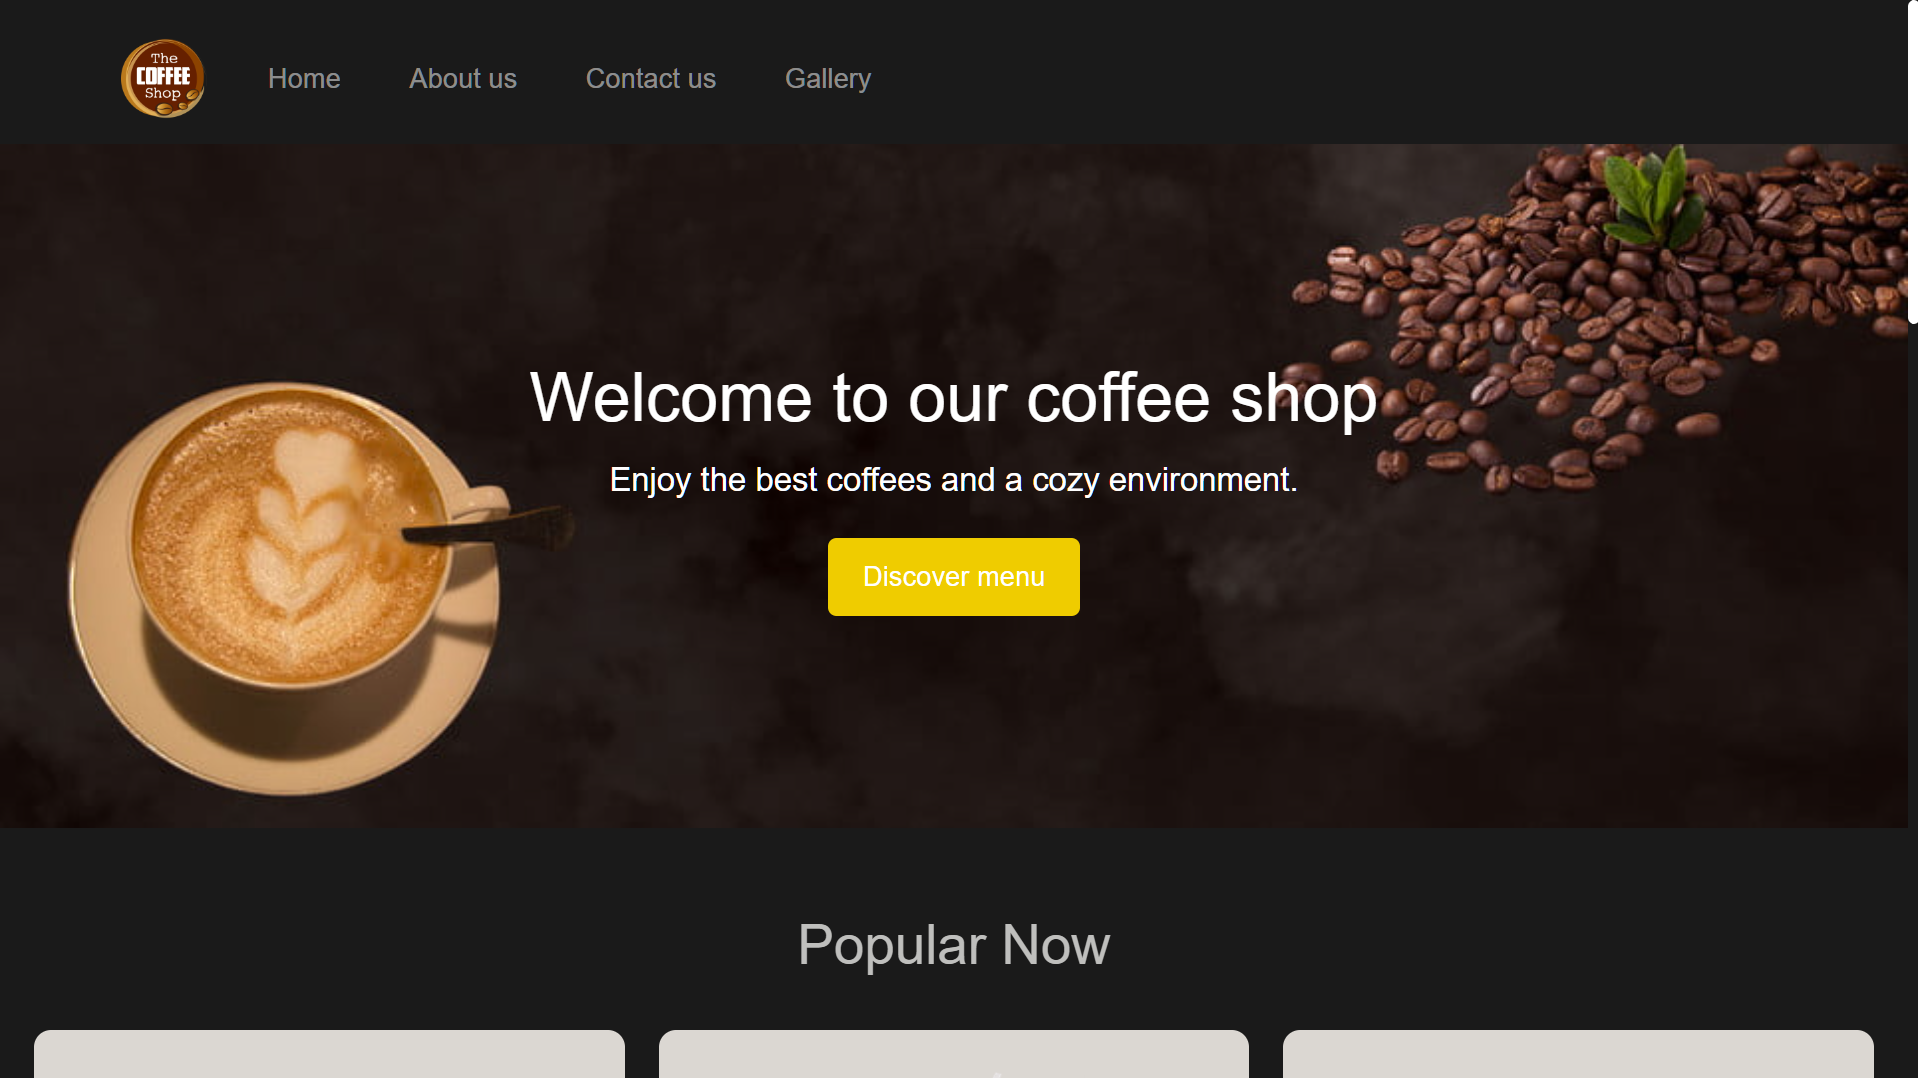 The
COFFEE
Shop
Home
About us
Contact us
Gallery
Welcome to our coffee shop
Enjoy the best coffees and a cozy environment.
Discover menu
Popular Now